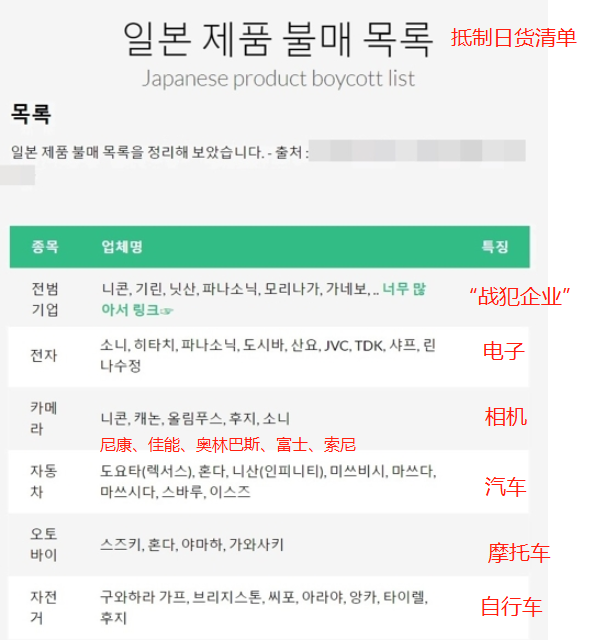 일본 제품 불매 목록 抵制日货清单
Japanese product boycott list
목록
일본 제품 불매 목록을 정리해 보았습니다. - 출처 :
종목 업체명 특징
전범
기업
니콘, 기린, 닛산, 파나소닉, 모리나가, 가네보, .. 너무 많
아서 링크☞
“战犯企业”
전자
소니, 히타치, 파나소닉, 도시바, 산요, JVC, TDK, 샤프, 린
나수정
电子
카메
라
니콘, 캐논, 올림푸스, 후지, 소니
尼康、佳能、奥林巴斯、富士、索尼
相机
자동
차
도요타(렉서스), 혼다, 니산(인피니티), 미쓰비시, 마쓰다,
마쓰시다, 스바루, 이스즈
汽车
오토
바이
스즈키, 혼다, 야마하, 가와사키
摩托车
자전
거
구와하라 가프, 브리지스톤, 씨포, 아라야, 앙카, 타이렐,
후지
自行车